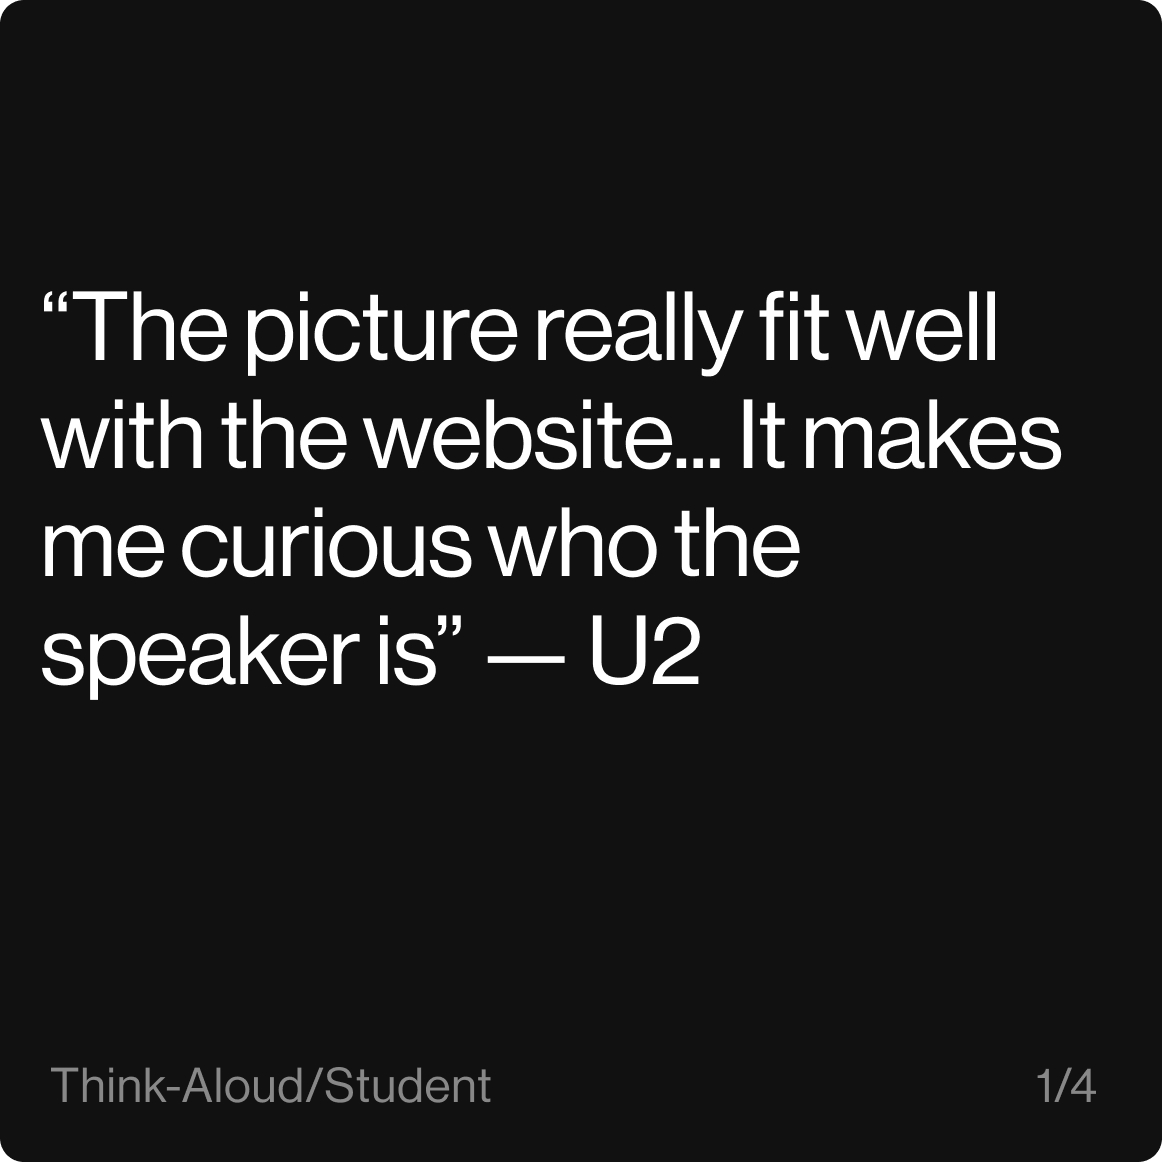 “The picture really fit well
with the website... It makes
me curious who the
speaker is” — U2
Think-Aloud/Student
1/4